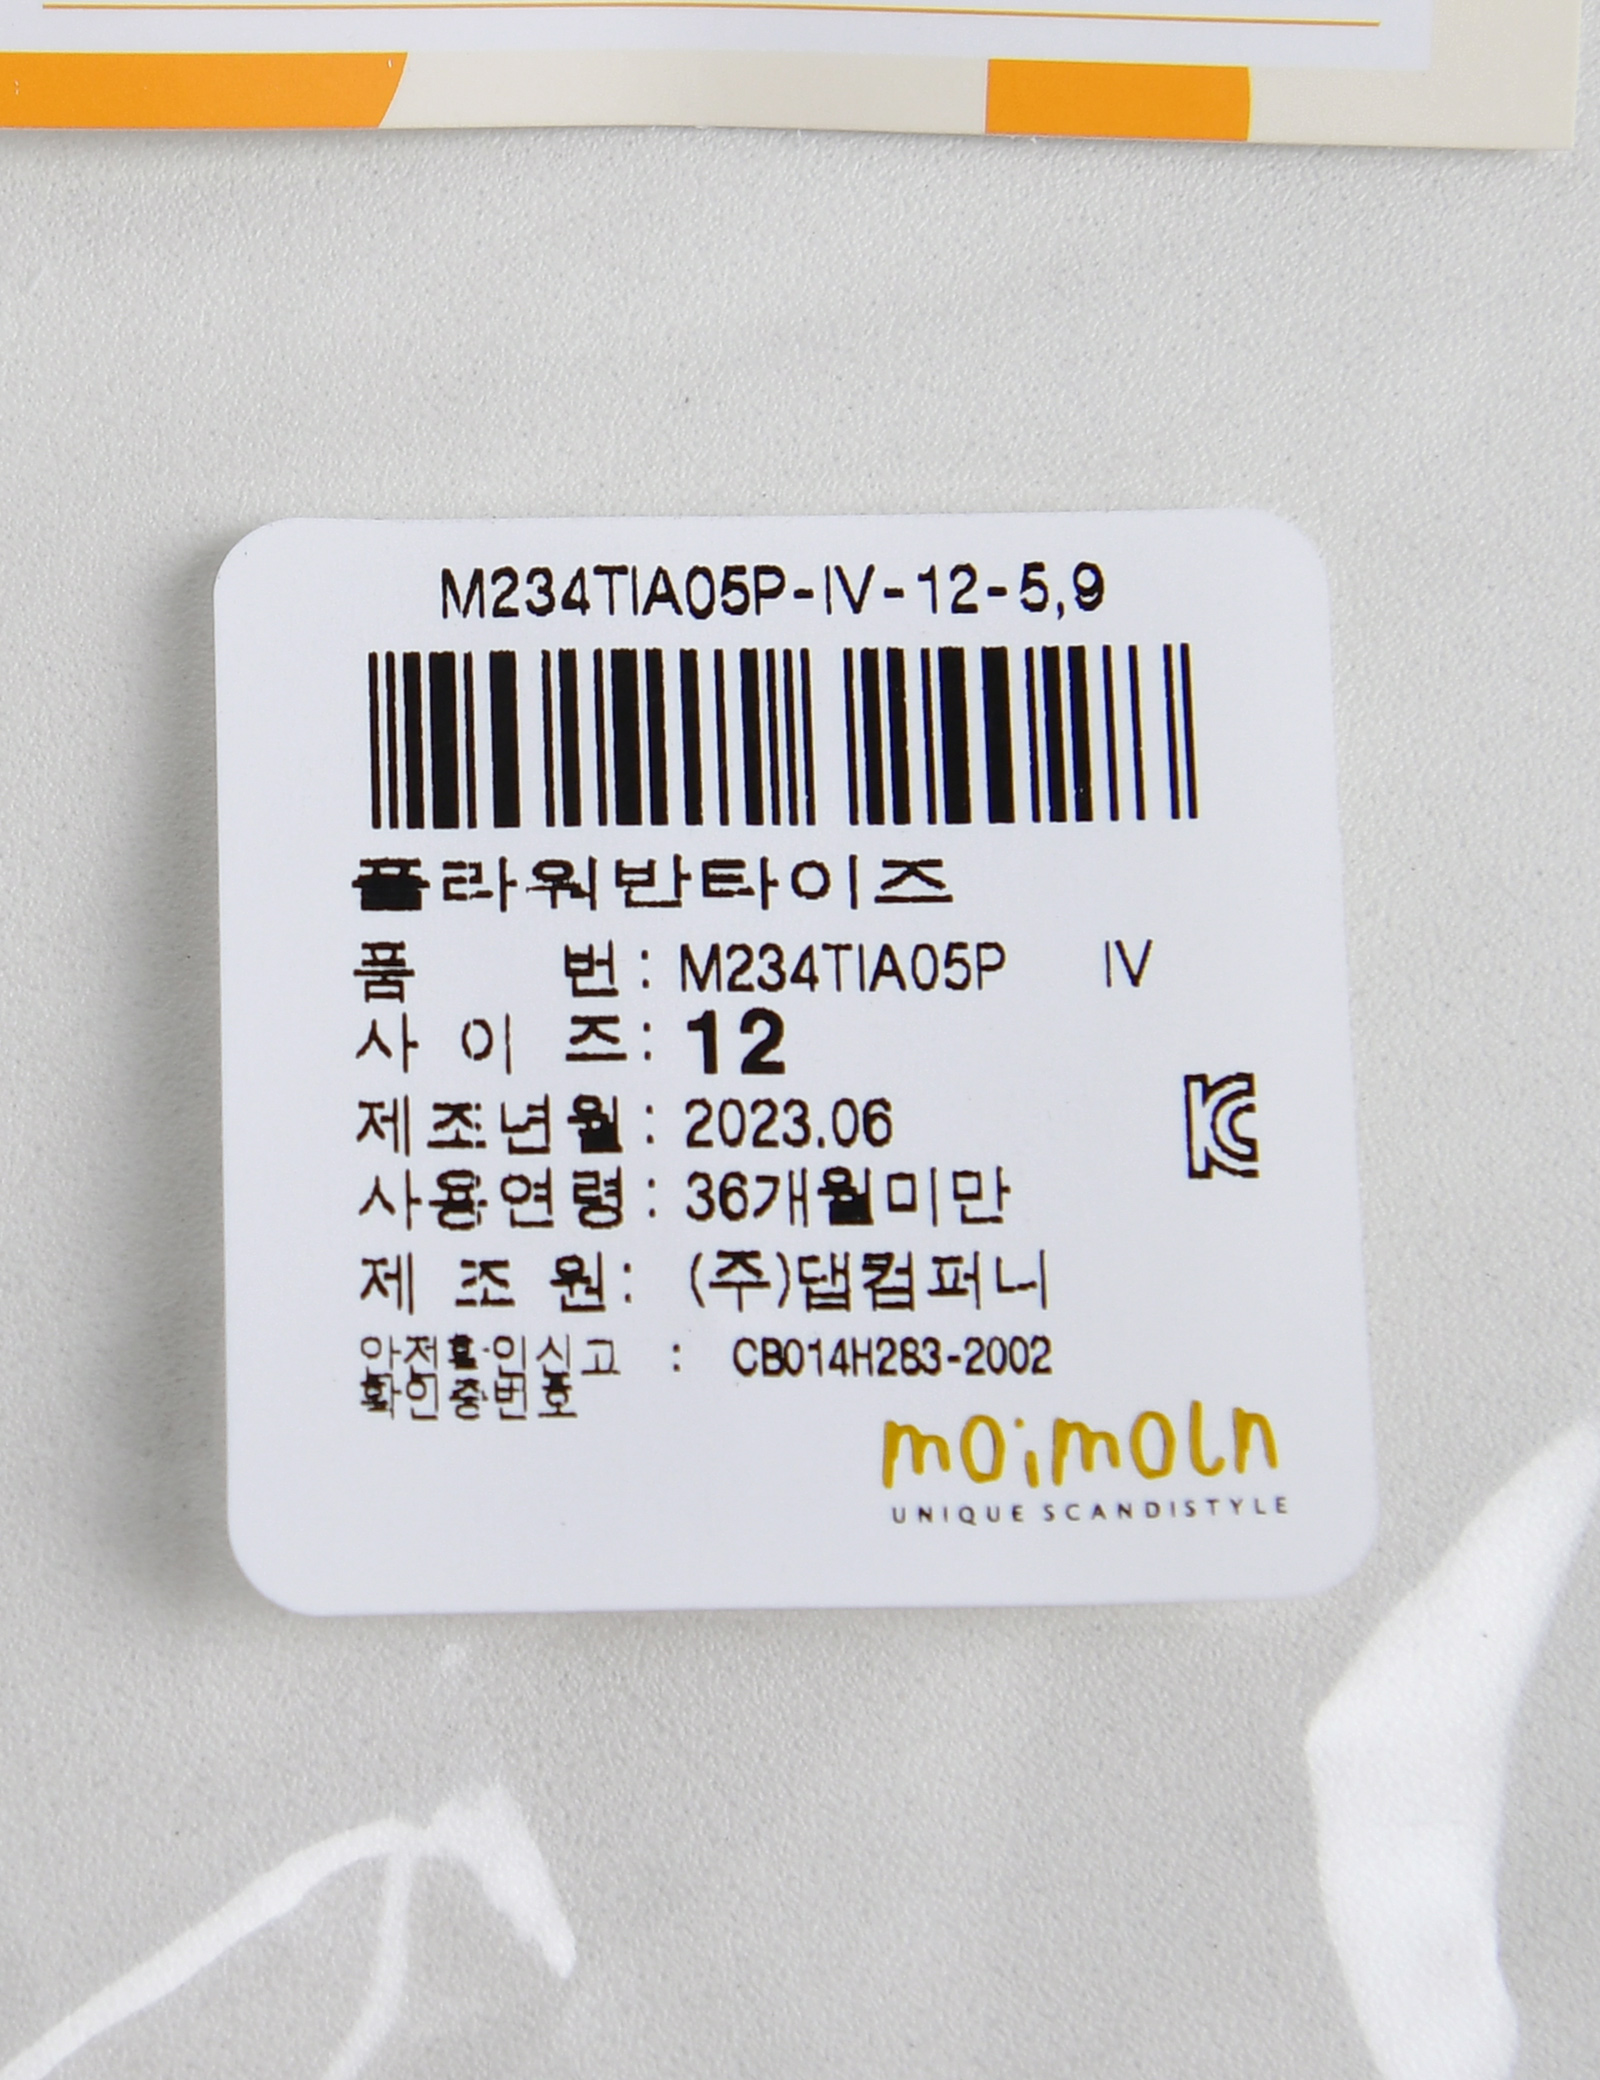 M234TIA05P-IV-12-5,9
플라워반타이즈
품 번: M234TIA05P IV
사 이 즈: 12
제조년월: 2023.06
사용연령: 36개월미만
제 조 원: (주)댑컴퍼니
안전확인신고 : CB014H283-2002
확인증번호
KC
moimoln
UNIQUE SCANDISTYLE